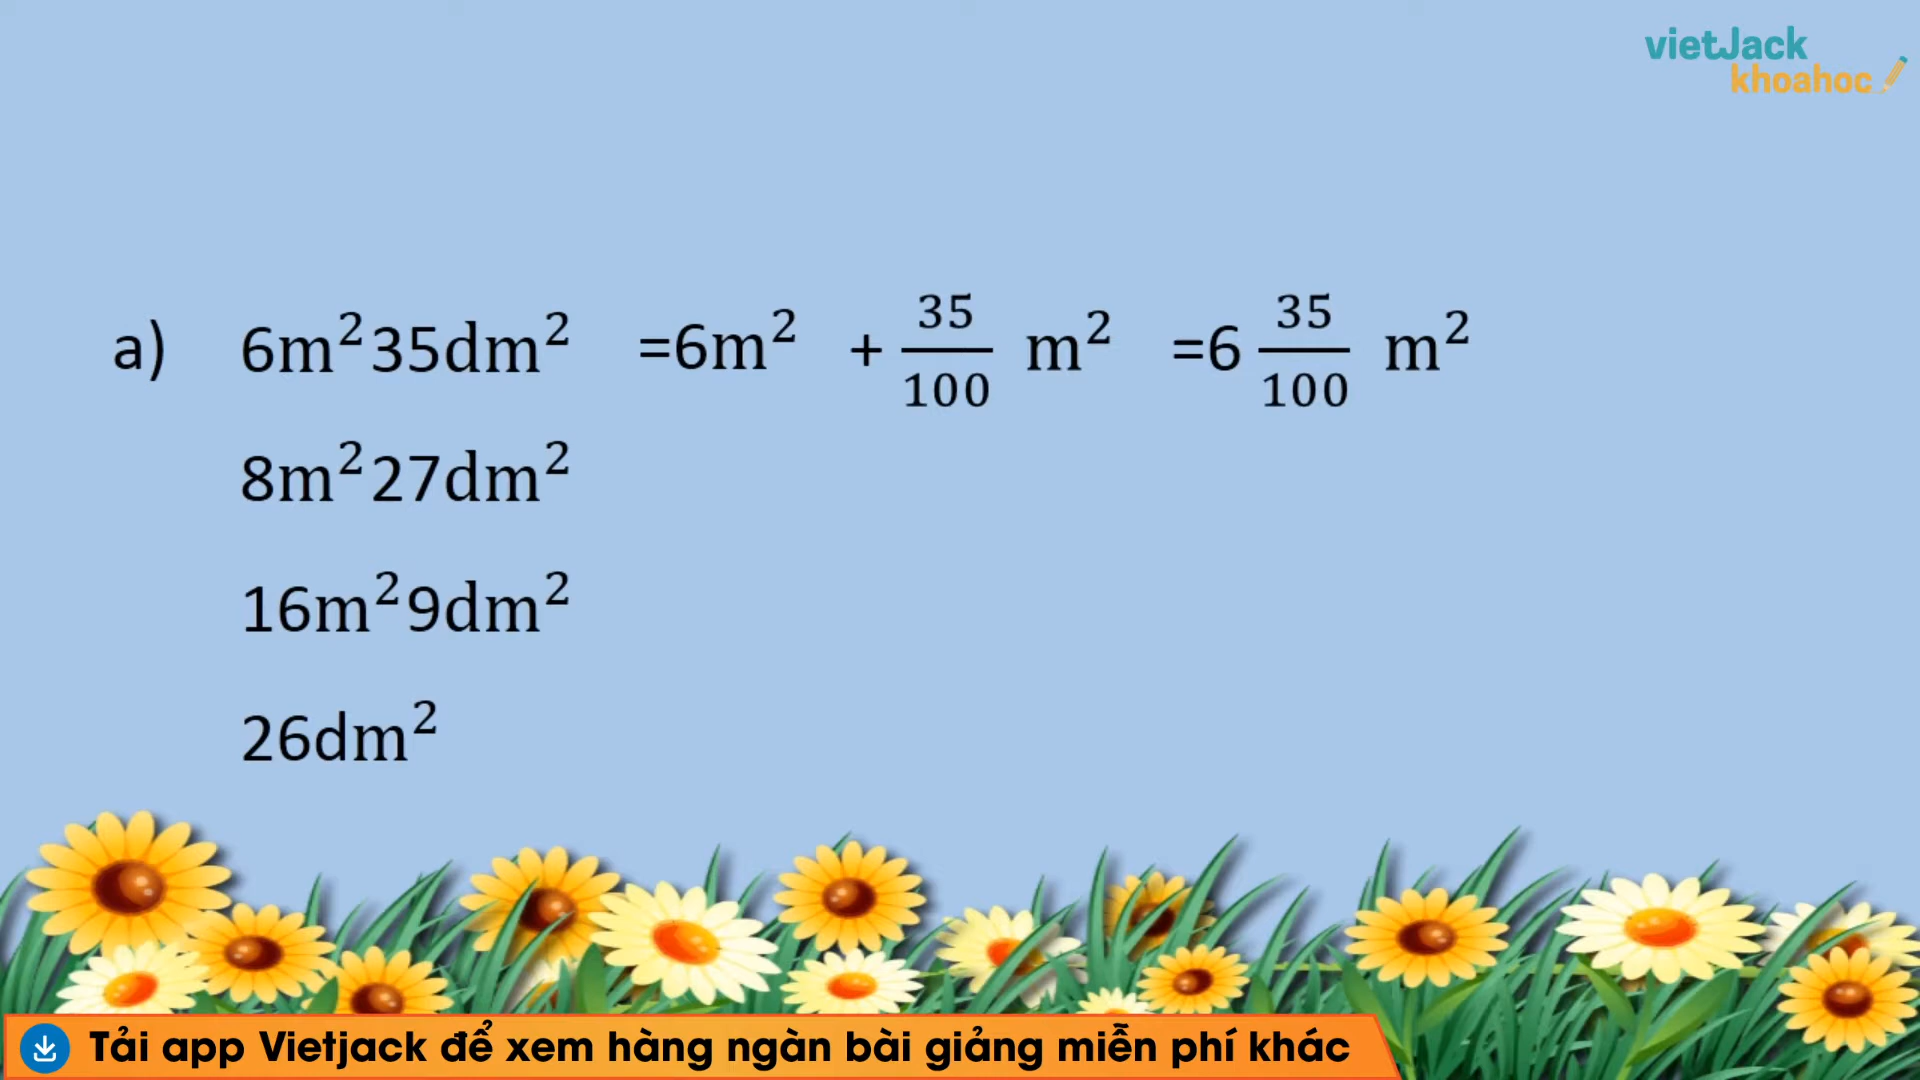 vietJack
khoahoc
a) 6m²35dm² =6m² + 35/100 m² =6 35/100 m²
8m²27dm²
16m²9dm²
26dm²
Tải app Vietjack để xem hàng ngàn bài giảng miễn phí khác